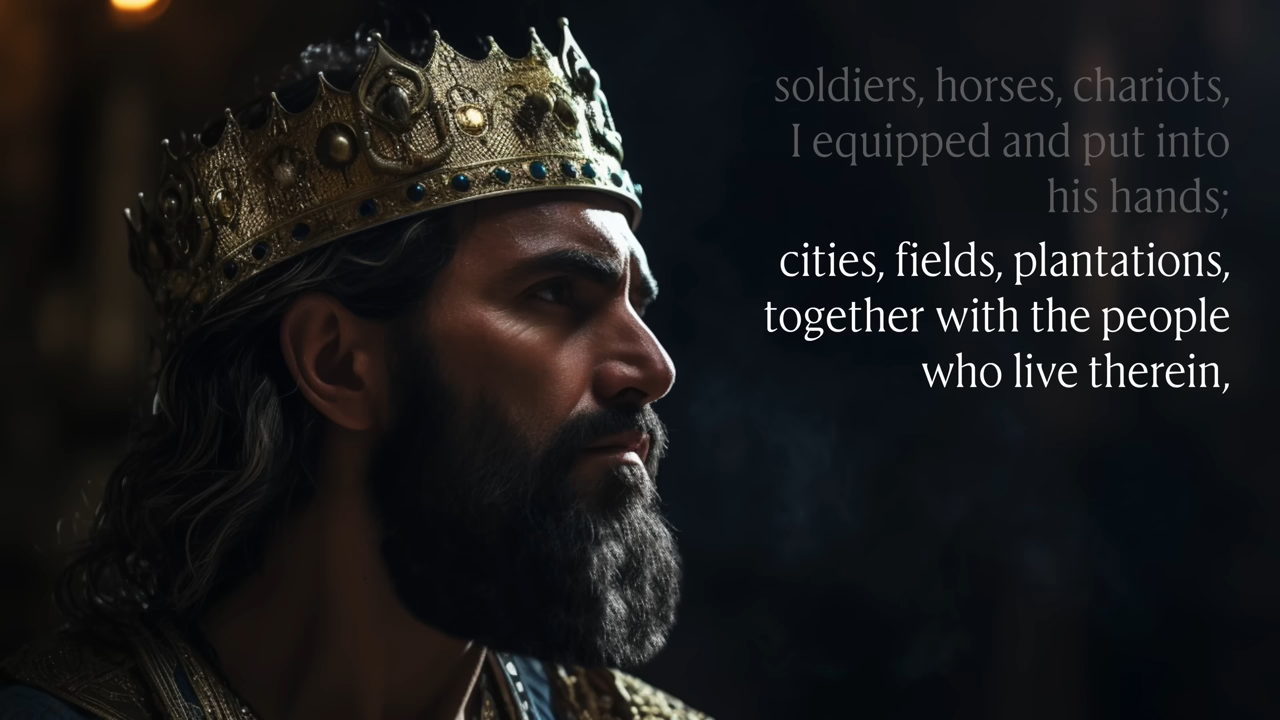 soldiers, horses, chariots,
I equipped and put into
his hands;
cities, fields, plantations,
together with the people
who live therein,